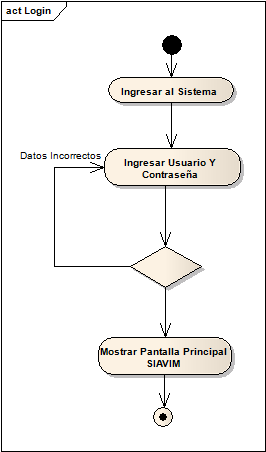 act Login
Ingresar al Sistema
Datos Incorrectos
Ingresar Usuario Y
Contraseña
Mostrar Pantalla Principal
SIAVIM